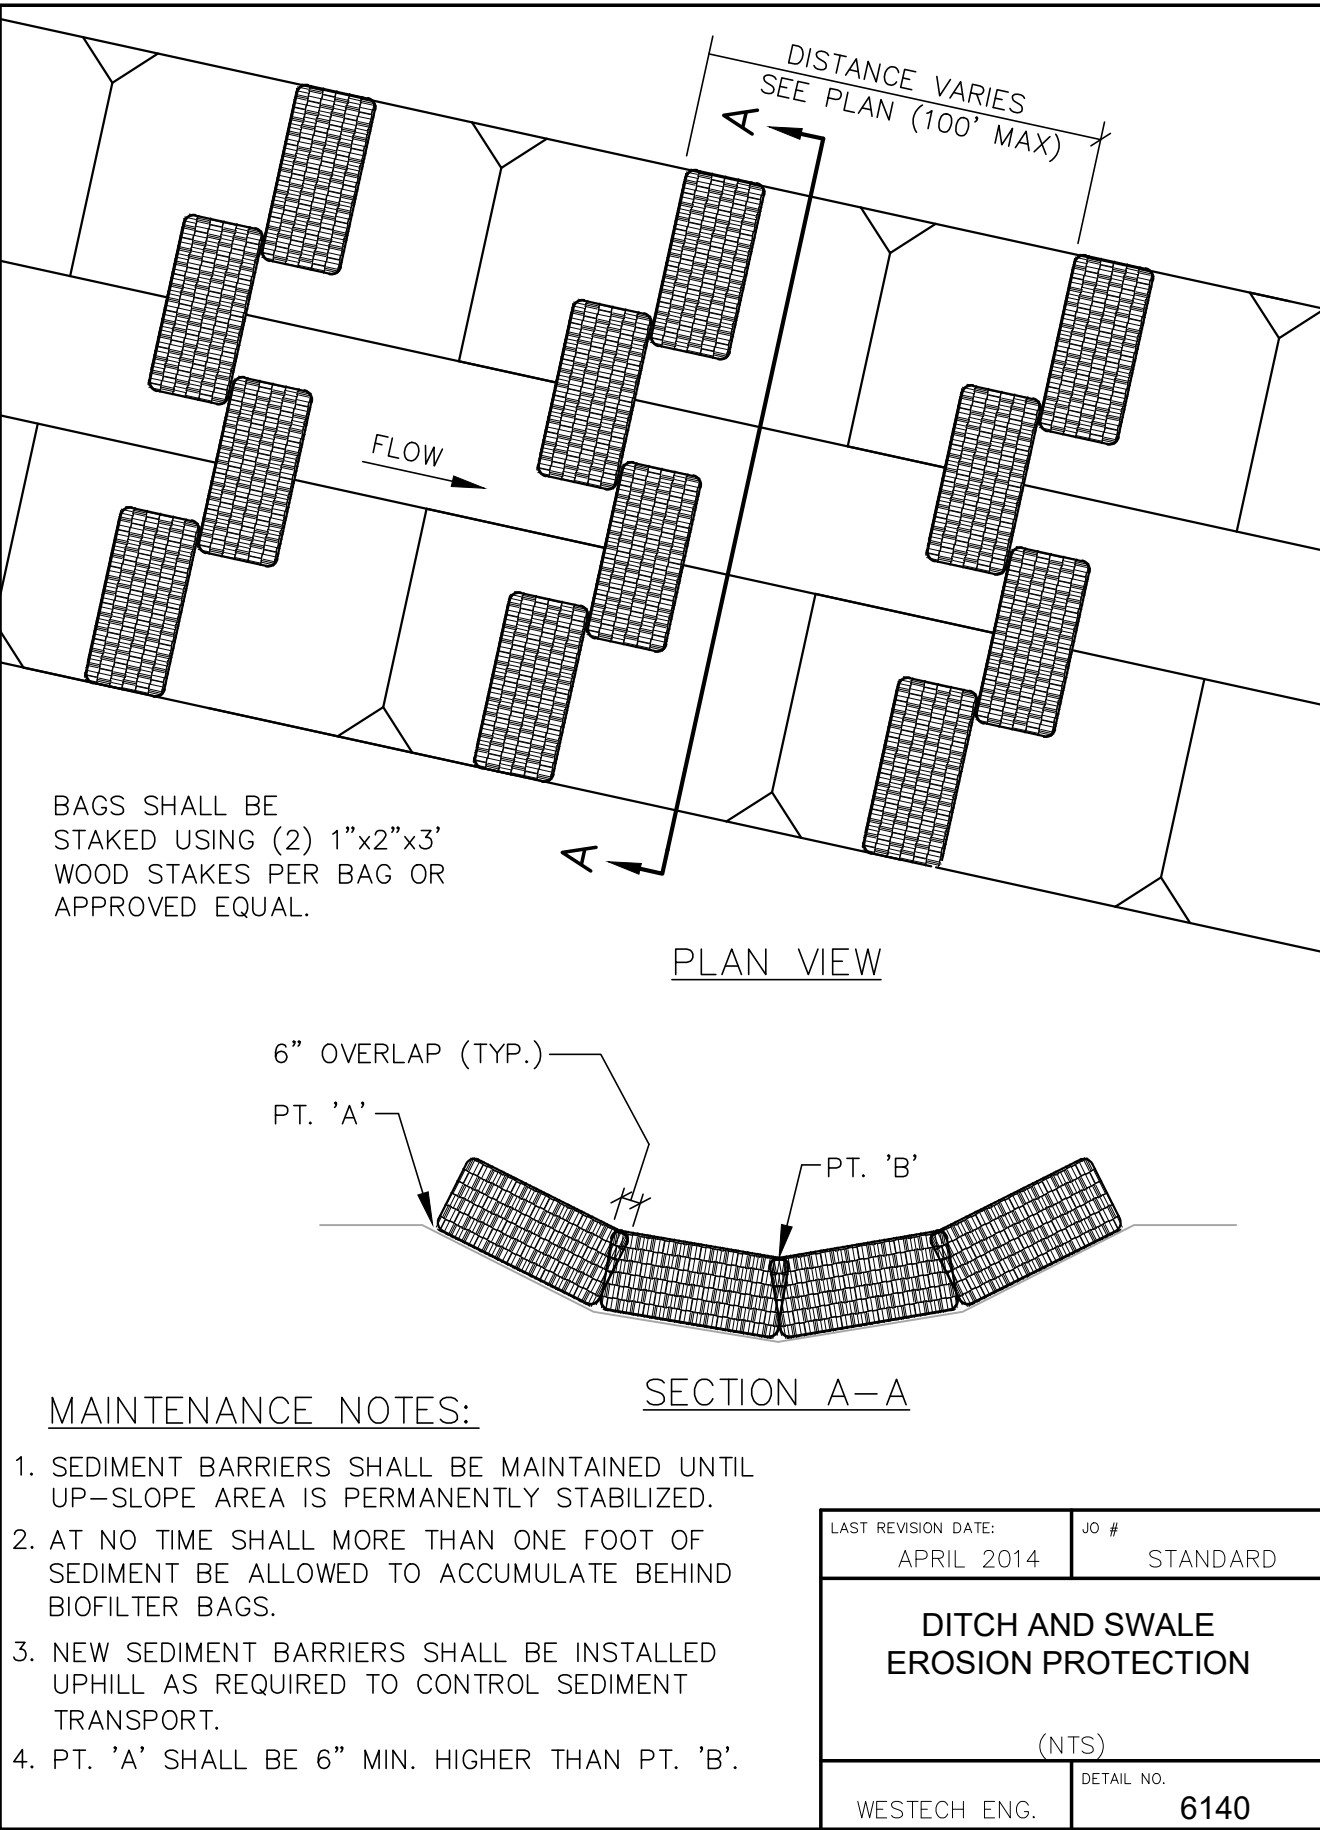 DISTANCE VARIES
SEE PLAN (100' MAX)
A
FLOW
BAGS SHALL BE
STAKED USING (2) 1"x2"x3'
WOOD STAKES PER BAG OR
APPROVED EQUAL.
A
PLAN VIEW
6" OVERLAP (TYP.)
PT. 'A'
PT. 'B'
SECTION A-A
MAINTENANCE NOTES:
1. SEDIMENT BARRIERS SHALL BE MAINTAINED UNTIL
UP-SLOPE AREA IS PERMANENTLY STABILIZED.
2. AT NO TIME SHALL MORE THAN ONE FOOT OF
SEDIMENT BE ALLOWED TO ACCUMULATE BEHIND
BIOFILTER BAGS.
3. NEW SEDIMENT BARRIERS SHALL BE INSTALLED
UPHILL AS REQUIRED TO CONTROL SEDIMENT
TRANSPORT.
4. PT. 'A' SHALL BE 6" MIN. HIGHER THAN PT. 'B'.
LAST REVISION DATE:
APRIL 2014
JO #
STANDARD
DITCH AND SWALE
EROSION PROTECTION
(NTS)
WESTECH ENG.
DETAIL NO.
6140